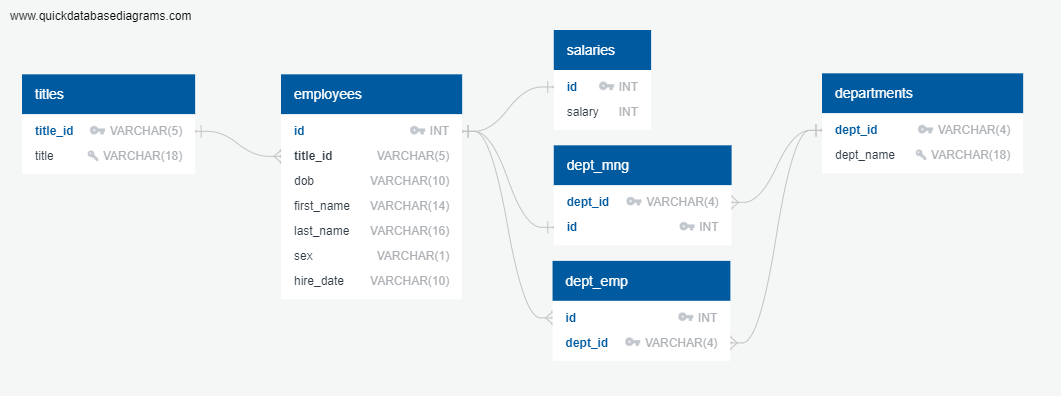 www.quickdatabasediagrams.com
titles
title_id VARCHAR(5)
title VARCHAR(18)
employees
id INT
title_id VARCHAR(5)
dob VARCHAR(10)
first_name VARCHAR(14)
last_name VARCHAR(16)
sex VARCHAR(1)
hire_date VARCHAR(10)
salaries
id INT
salary INT
dept_mng
dept_id VARCHAR(4)
id INT
dept_emp
id INT
dept_id VARCHAR(4)
departments
dept_id VARCHAR(4)
dept_name VARCHAR(18)